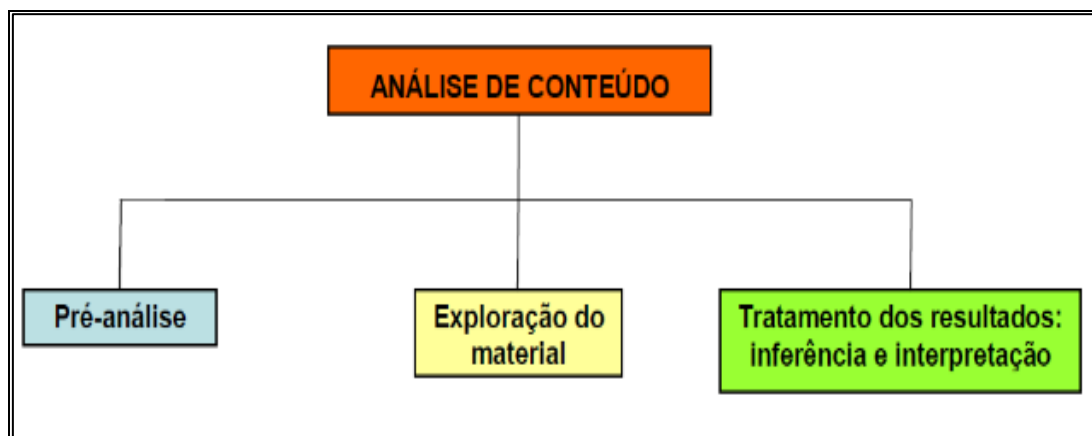 ANÁLISE DE CONTEÚDO
Pré-análise
Exploração do
material
Tratamento dos resultados:
inferência e interpretação